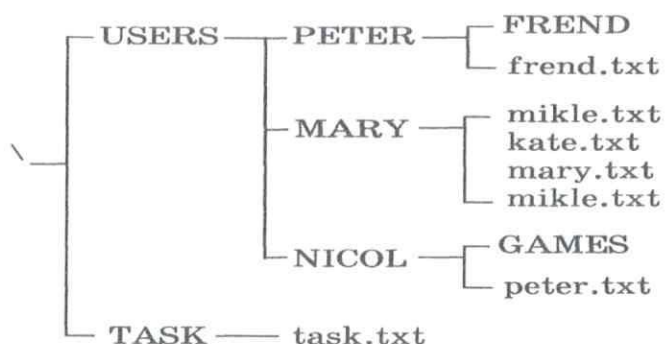 FREND
USERS PETER
frend.txt
mikle.txt
MARY
kate.txt
mary.txt
\
mikle.txt
GAMES
NICOL
peter.txt
TASK task.txt